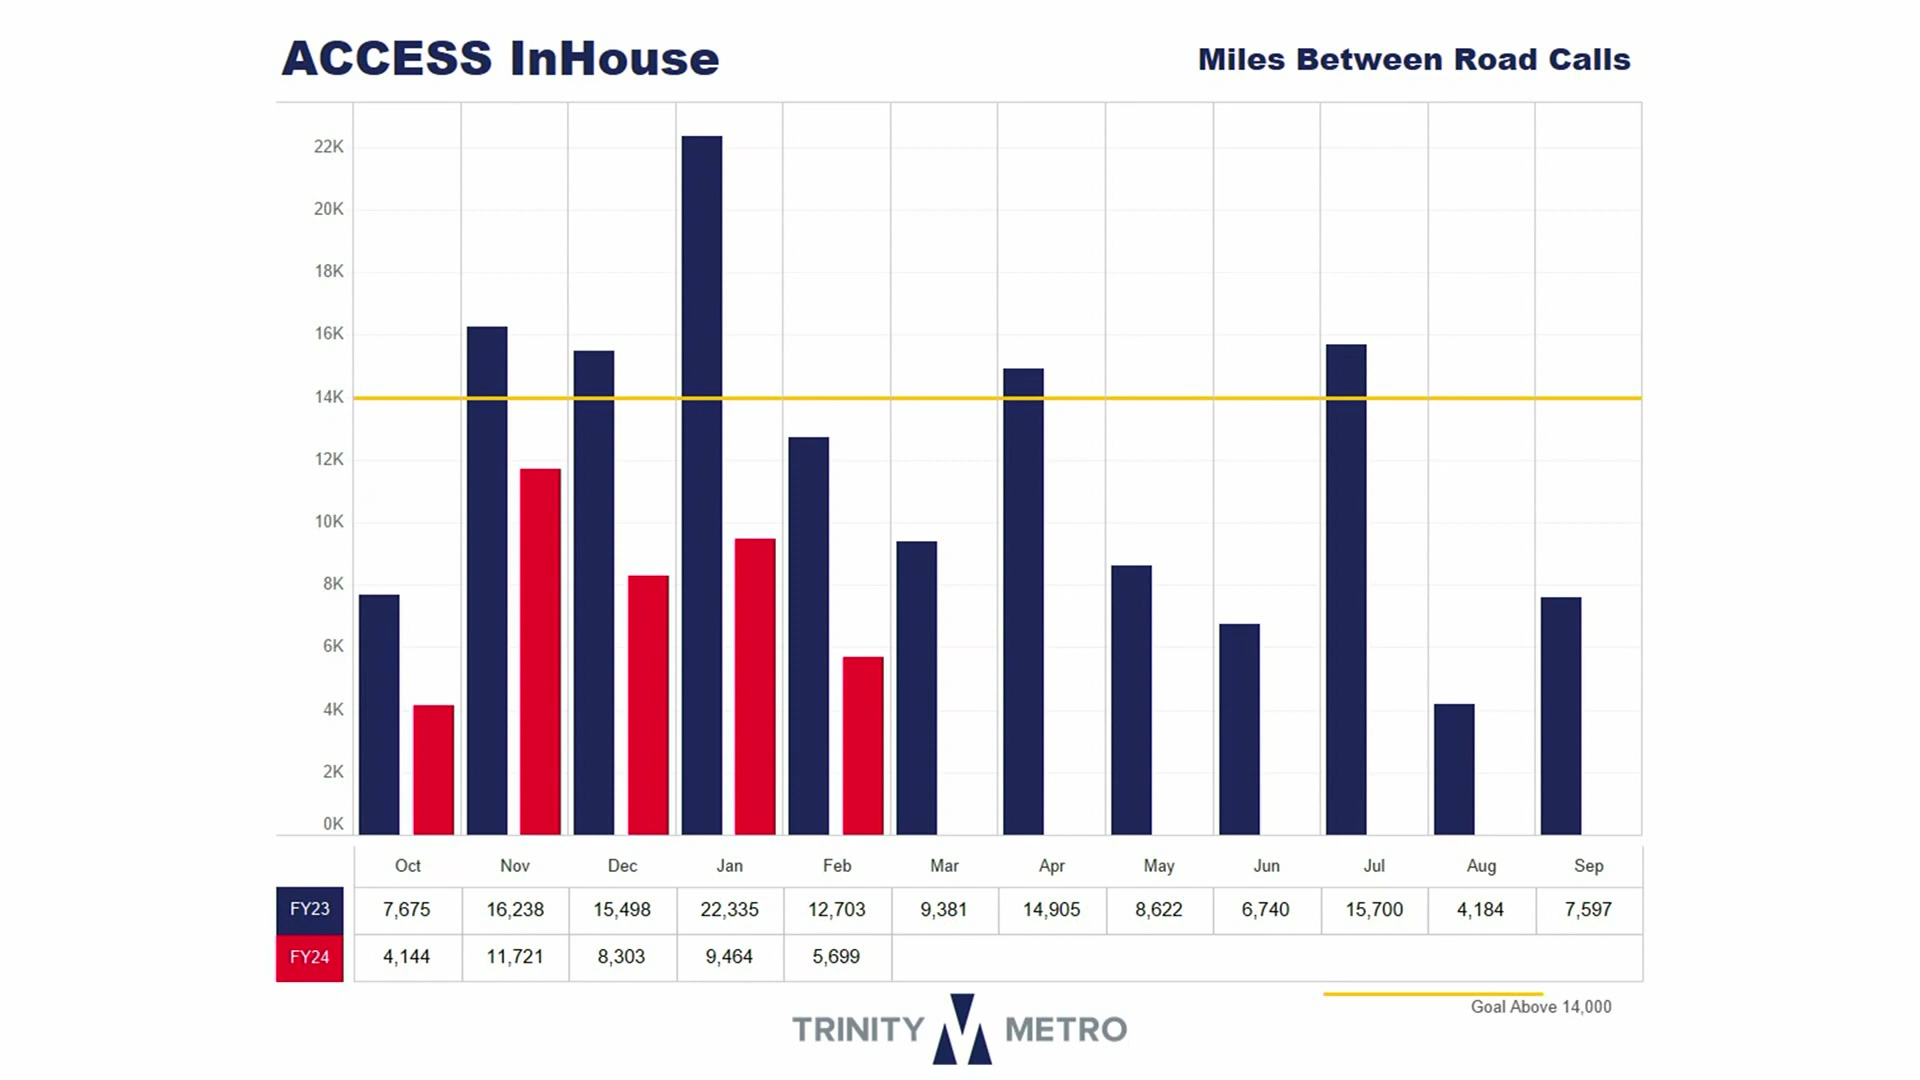 ACCESS InHouse
Miles Between Road Calls
22K
20K
18K
16K
14K
12K
10K
8K
6K
4K
2K
0K
Oct Nov Dec Jan Feb Mar Apr May Jun Jul Aug Sep
FY23 7,675 16,238 15,498 22,335 12,703 9,381 14,905 8,622 6,740 15,700 4,184 7,597
FY24 4,144 11,721 8,303 9,464 5,699
Goal Above 14,000
TRINITY METRO